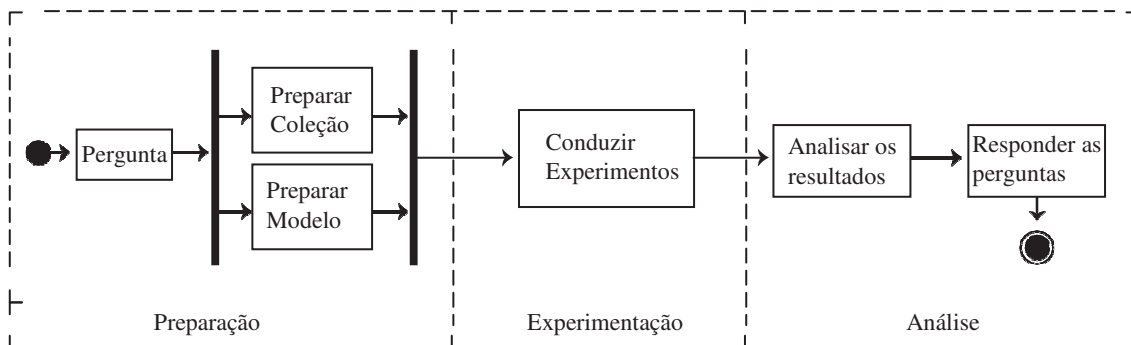 Pergunta
Preparar
Coleção
Preparar
Modelo
Conduzir
Experimentos
Analisar os
resultados
Responder as
perguntas
Preparação
Experimentação
Análise